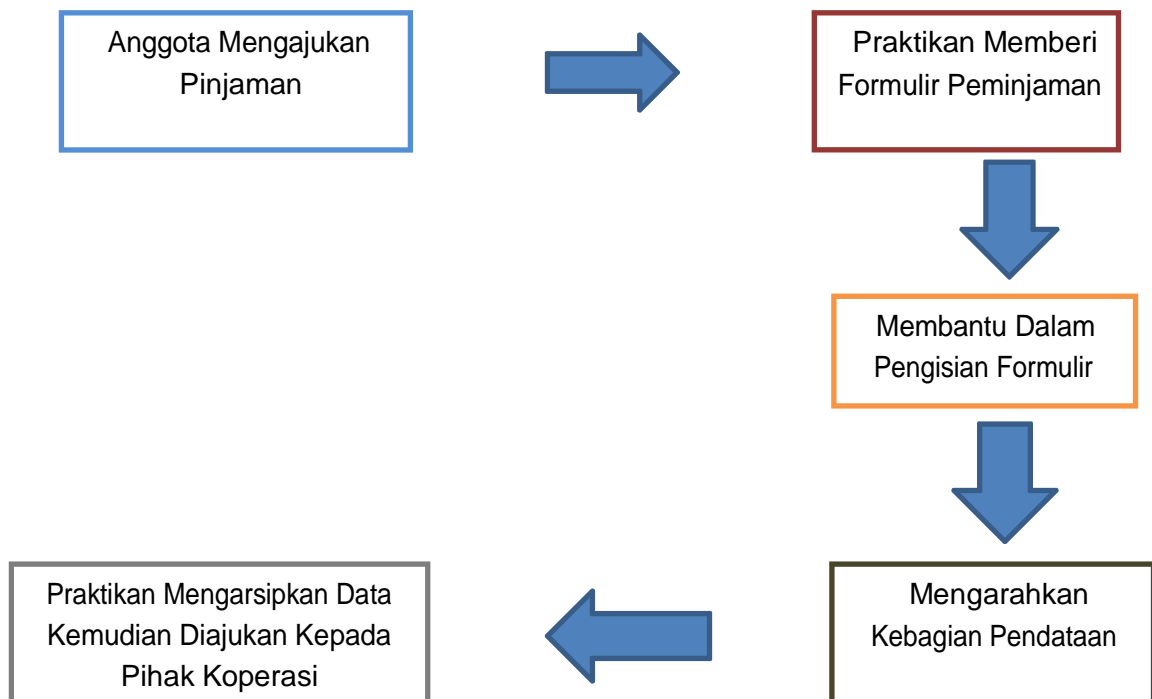 Anggota Mengajukan
Pinjaman
Praktikan Memberi
Formulir Peminjaman
Membantu Dalam
Pengisian Formulir
Mengarahkan
Kebagian Pendataan
Praktikan Mengarsipkan Data
Kemudian Diajukan Kepada
Pihak Koperasi